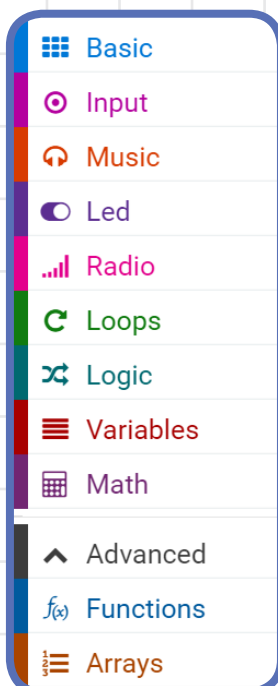 Basic
Input
Music
Led
Radio
Loops
Logic
Variables
Math
Advanced
f(x) Functions
Arrays